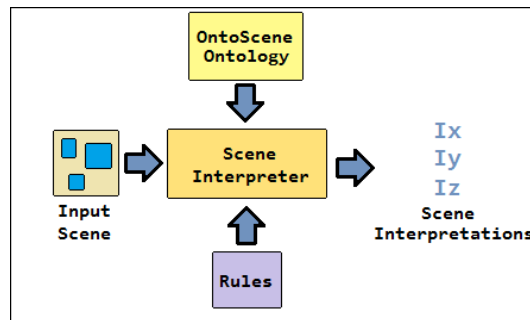 OntoScene
Ontology
Scene
Interpreter
Input
Scene
Ix
Iy
Iz
Scene
Interpretations
Rules